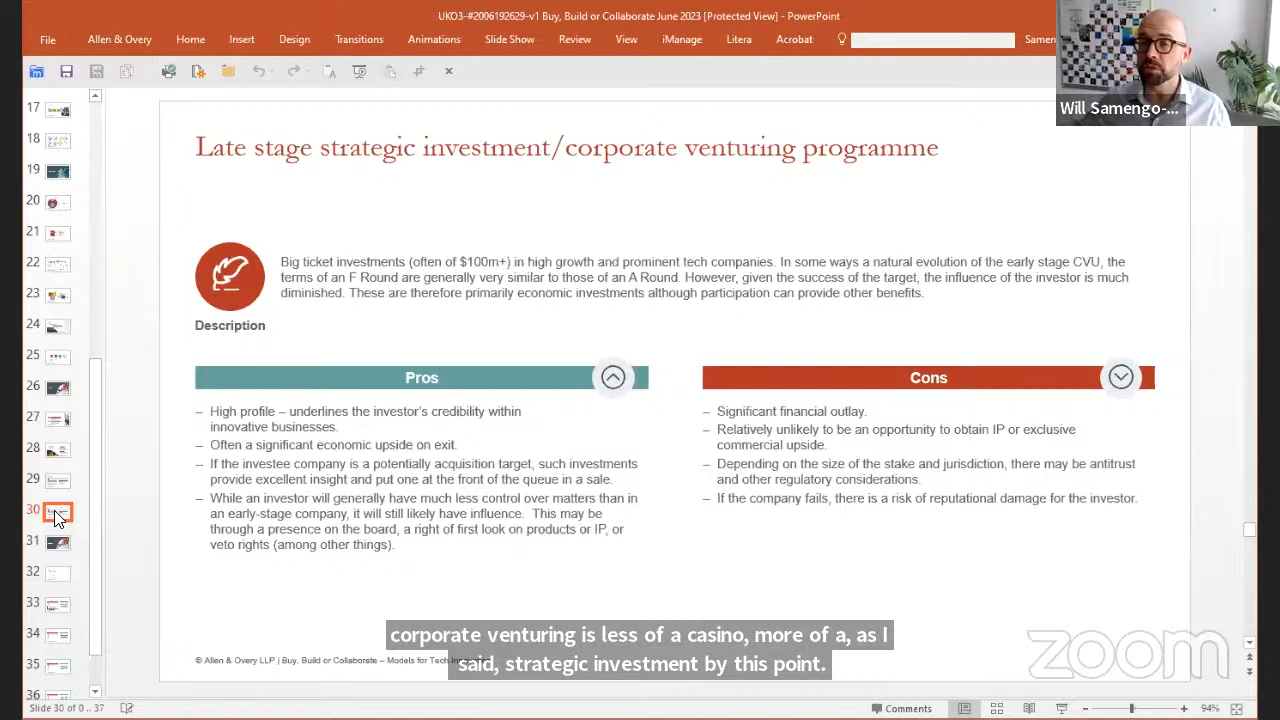 UKO3-#2006192629-v1 Buy, Build or Collaborate June 2023 [Protected View] - PowerPoint
File Allen & Overy Home Insert Design Transitions Animations Slide Show Review View iManage Litera Acrobat Samen
Will Samengo-...
17
18
19
20
21
22
23
24
25
26
27
28
29
30
31
32
33
34
35
36
Late stage strategic investment/corporate venturing programme
Big ticket investments (often of $100m+) in high growth and prominent tech companies. In some ways a natural evolution of the early stage CVU, the
terms of an F Round are generally very similar to those of an A Round. However, given the success of the target, the influence of the investor is much
diminished. These are therefore primarily economic investments although participation can provide other benefits.
Description
Pros
– High profile – underlines the investor's credibility within
innovative businesses.
– Often a significant economic upside on exit.
– If the investee company is a potentially acquisition target, such investments
provide excellent insight and put one at the front of the queue in a sale.
– While an investor will generally have much less control over matters than in
an early-stage company, it will still likely have influence. This may be
through a presence on the board, a right of first look on products or IP, or
veto rights (among other things).
Cons
– Significant financial outlay.
– Relatively unlikely to be an opportunity to obtain IP or exclusive
commercial upside.
– Depending on the size of the stake and jurisdiction, there may be antitrust
and other regulatory considerations.
– If the company fails, there is a risk of reputational damage for the investor.
corporate venturing is less of a casino, more of a, as I
said, strategic investment by this point.
© Allen & Overy LLP | Buy, Build or Collaborate – Models for Tech
zoom
Slide 30 of 0 .. 37 Comments 94%